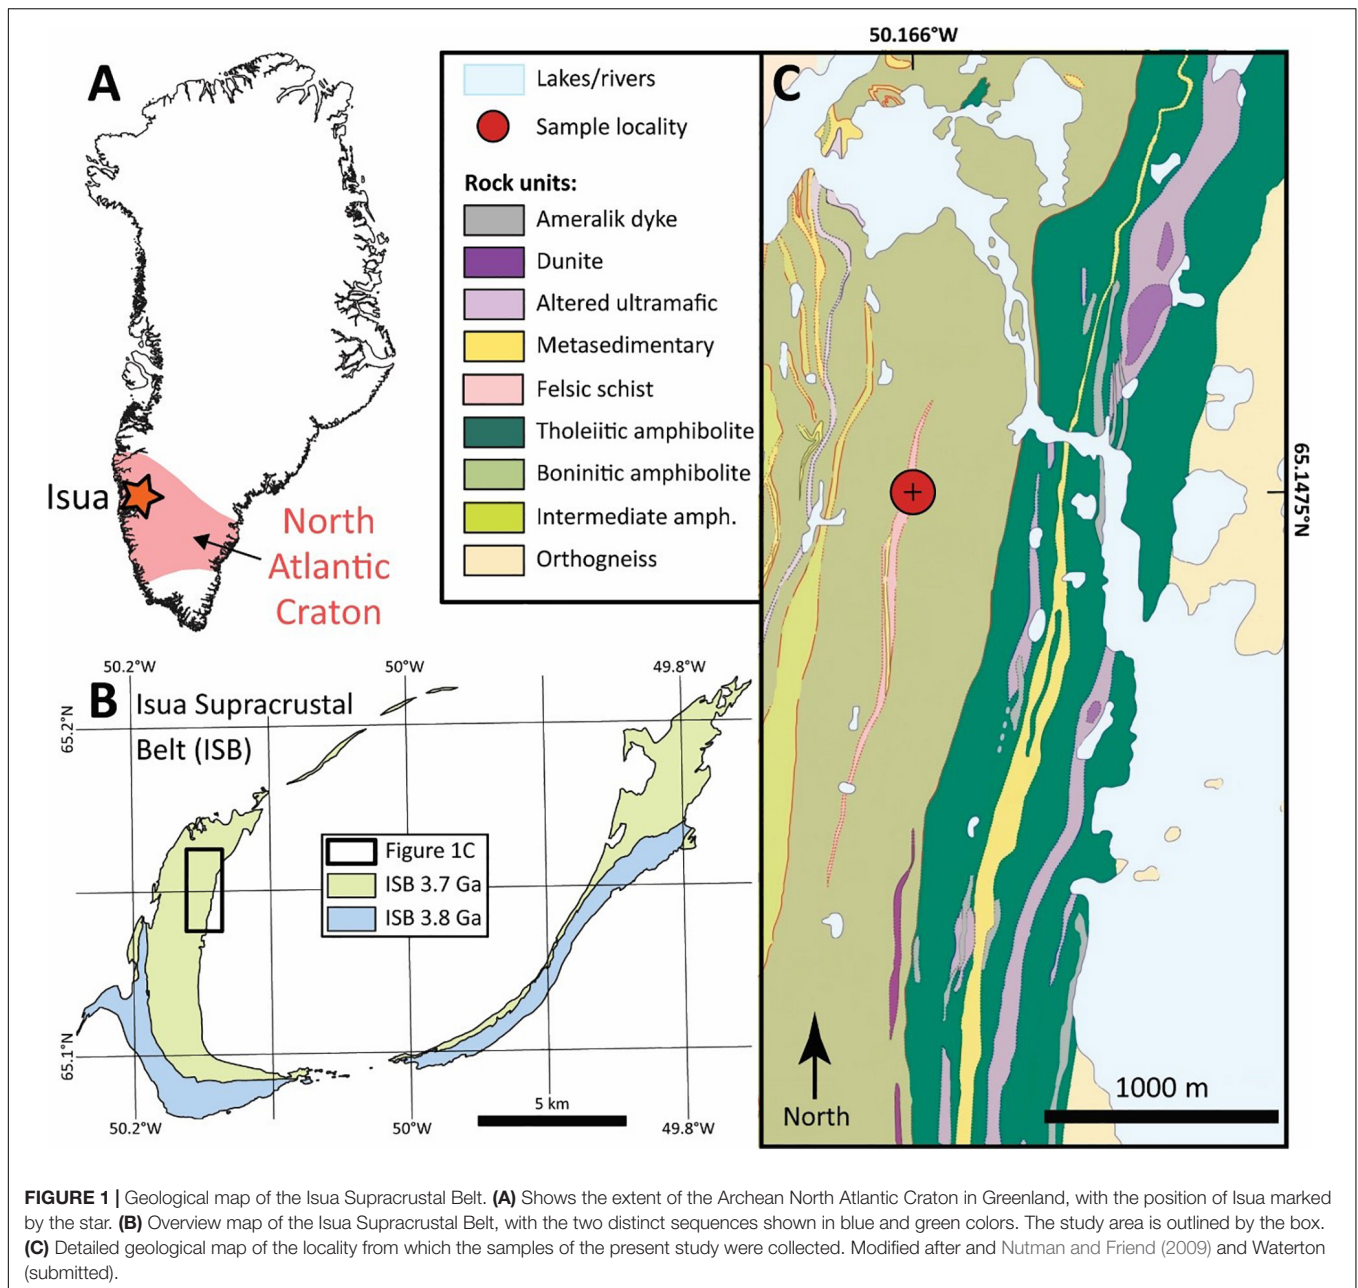 A
Isua
North
Atlantic
Craton
Lakes/rivers
Sample locality
Rock units:
Ameralik dyke
Dunite
Altered ultramafic
Metasedimentary
Felsic schist
Tholeiitic amphibolite
Boninitic amphibolite
Intermediate amph.
Orthogneiss
50.166°W
C
65.1475°N
North
1000 m
50.2°W
50°W
49.8°W
B
Isua Supracrustal
Belt (ISB)
65.2°N
Figure 1C
ISB 3.7 Ga
ISB 3.8 Ga
65.1°N
5 km
50.2°W
50°W
49.8°W
FIGURE 1 | Geological map of the Isua Supracrustal Belt. (A) Shows the extent of the Archean North Atlantic Craton in Greenland, with the position of Isua marked
by the star. (B) Overview map of the Isua Supracrustal Belt, with the two distinct sequences shown in blue and green colors. The study area is outlined by the box.
(C) Detailed geological map of the locality from which the samples of the present study were collected. Modified after and Nutman and Friend (2009) and Waterton
(submitted).